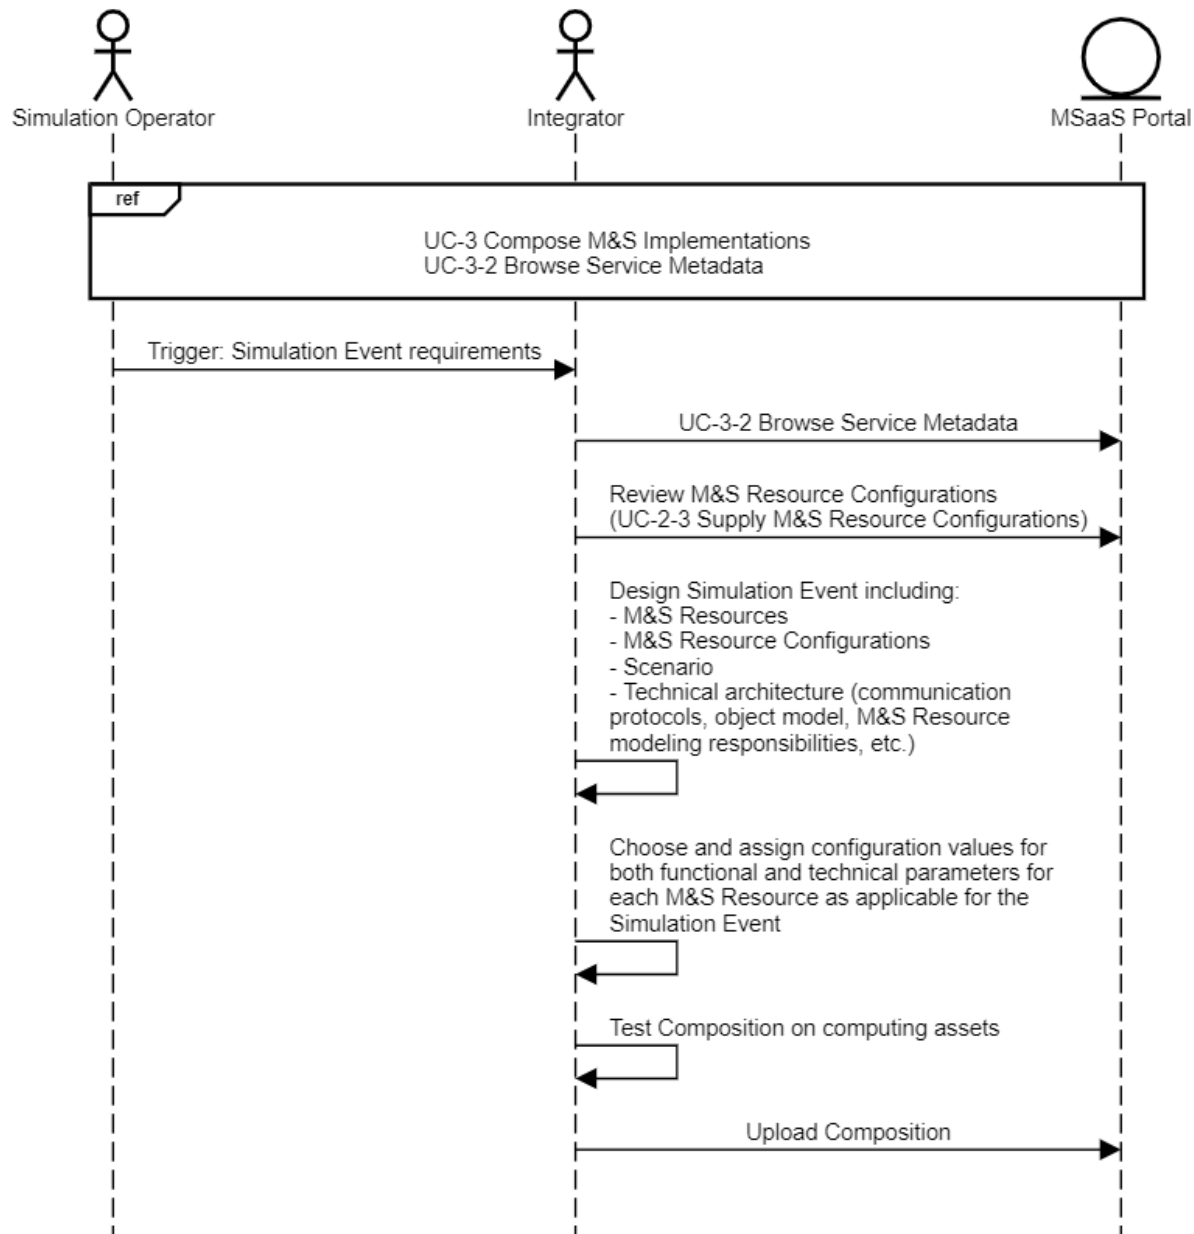 Simulation Operator
Integrator
MSaaS Portal
ref
UC-3 Compose M&S Implementations
UC-3-2 Browse Service Metadata
Trigger: Simulation Event requirements
UC-3-2 Browse Service Metadata
Review M&S Resource Configurations
(UC-2-3 Supply M&S Resource Configurations)
Design Simulation Event including:
- M&S Resources
- M&S Resource Configurations
- Scenario
- Technical architecture (communication
protocols, object model, M&S Resource
modeling responsibilities, etc.)
Choose and assign configuration values for
both functional and technical parameters for
each M&S Resource as applicable for the
Simulation Event
Test Composition on computing assets
Upload Composition